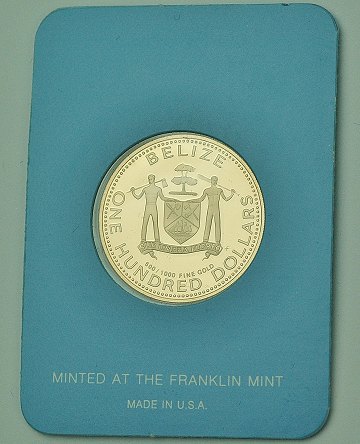 BELIZE
500/1000 FINE GOLD
ONE HUNDRED DOLLARS
MINTED AT THE FRANKLIN MINT
MADE IN U.S.A.